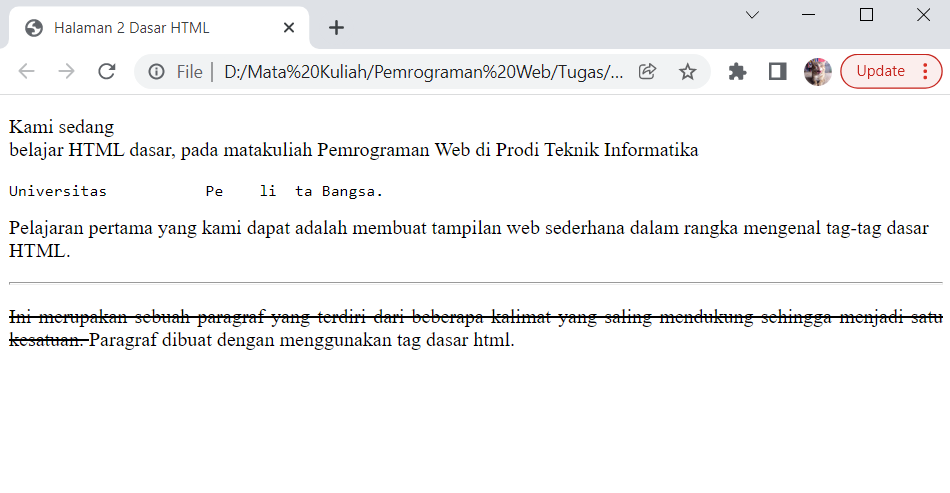 Halaman 2 Dasar HTML
File | D:/Mata%20Kuliah/Pemrograman%20Web/Tugas/...
Update
Kami sedang
belajar HTML dasar, pada matakuliah Pemrograman Web di Prodi Teknik Informatika
Universitas           Pe    li  ta Bangsa.
Pelajaran pertama yang kami dapat adalah membuat tampilan web sederhana dalam rangka mengenal tag-tag dasar
HTML.
Ini merupakan sebuah paragraf yang terdiri dari beberapa kalimat yang saling mendukung sehingga menjadi satu
kesatuan. Paragraf dibuat dengan menggunakan tag dasar html.